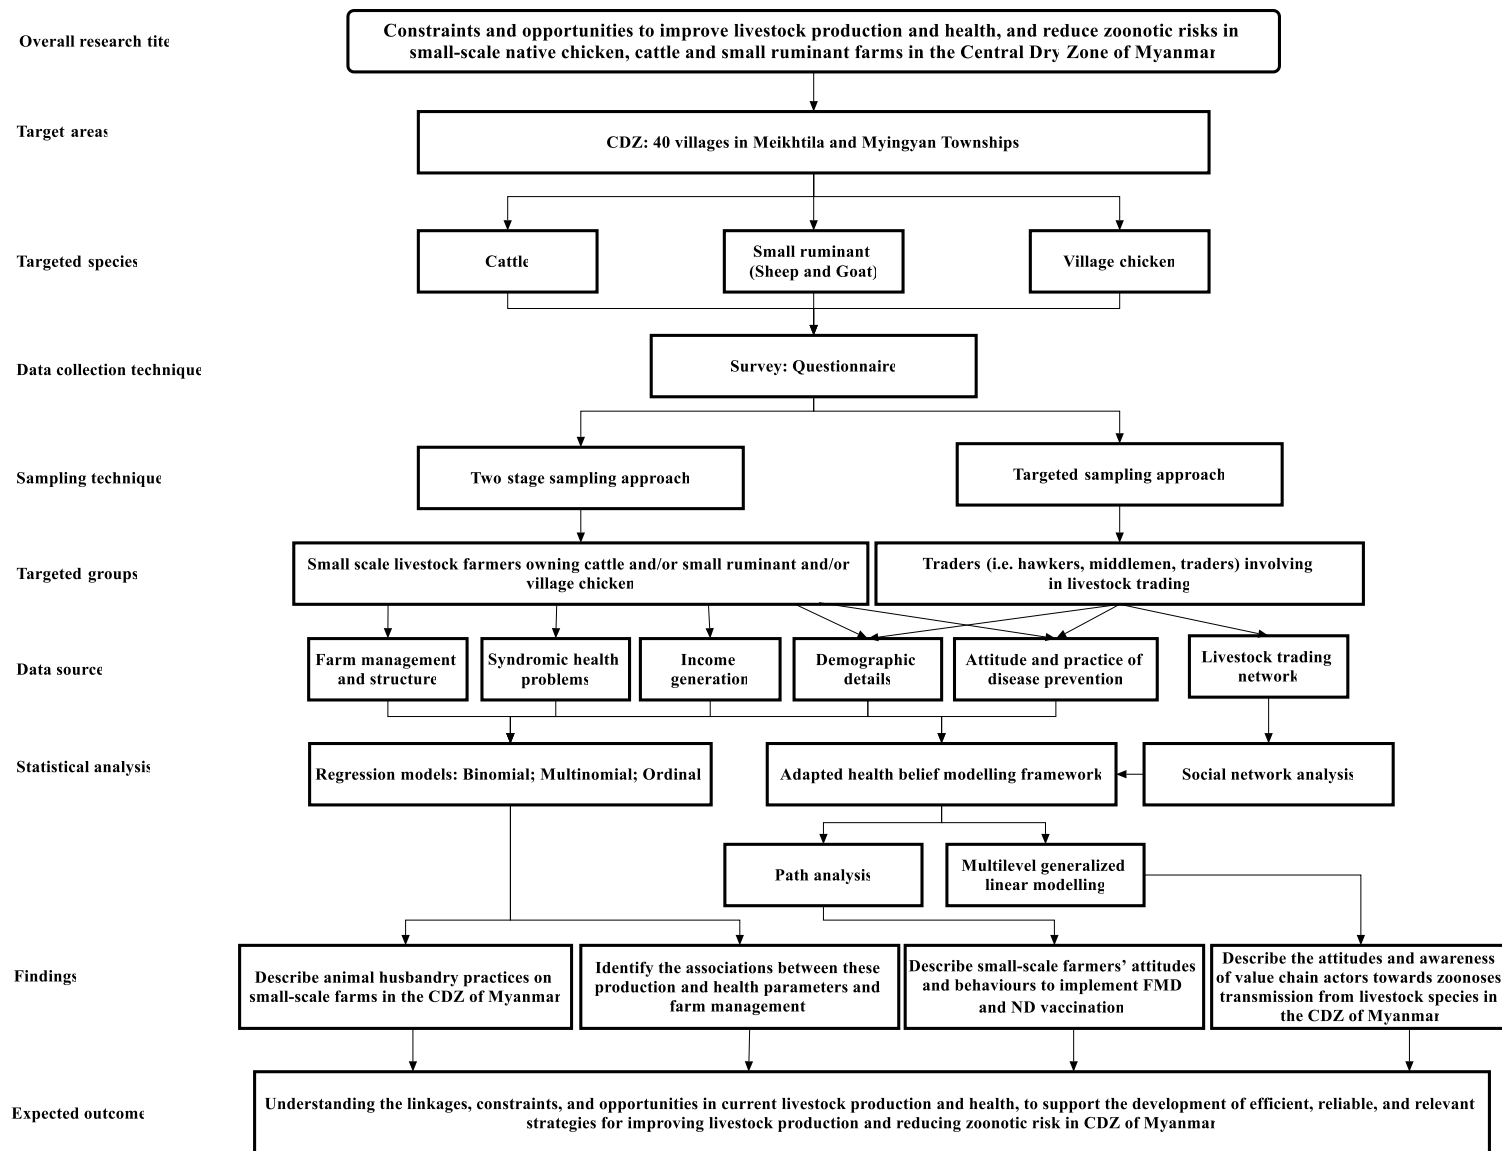 Overall research tite
Constraints and opportunities to improve livestock production and health, and reduce zoonotic risks in
small-scale native chicken, cattle and small ruminant farms in the Central Dry Zone of Myanmar
Target areas
CDZ: 40 villages in Meikhtila and Myingyan Townships
Targeted species
Cattle
Small ruminant
(Sheep and Goat)
Village chicken
Data collection technique
Survey: Questionnaire
Sampling technique
Two stage sampling approach
Targeted sampling approach
Targeted groups
Small scale livestock farmers owning cattle and/or small ruminant and/or
village chicken
Traders (i.e. hawkers, middlemen, traders) involving
in livestock trading
Data source
Farm management
and structure
Syndromic health
problems
Income
generation
Demographic
details
Attitude and practice of
disease prevention
Livestock trading
network
Statistical analysis
Regression models: Binomial; Multinomial; Ordinal
Adapted health belief modelling framework
Social network analysis
Path analysis
Multilevel generalized
linear modelling
Findings
Describe animal husbandry practices on
small-scale farms in the CDZ of Myanmar
Identify the associations between these
production and health parameters and
farm management
Describe small-scale farmers’ attitudes
and behaviours to implement FMD
and ND vaccination
Describe the attitudes and awareness
of value chain actors towards zoonoses
transmission from livestock species in
the CDZ of Myanmar
Expected outcome
Understanding the linkages, constraints, and opportunities in current livestock production and health, to support the development of efficient, reliable, and relevant
strategies for improving livestock production and reducing zoonotic risk in CDZ of Myanmar